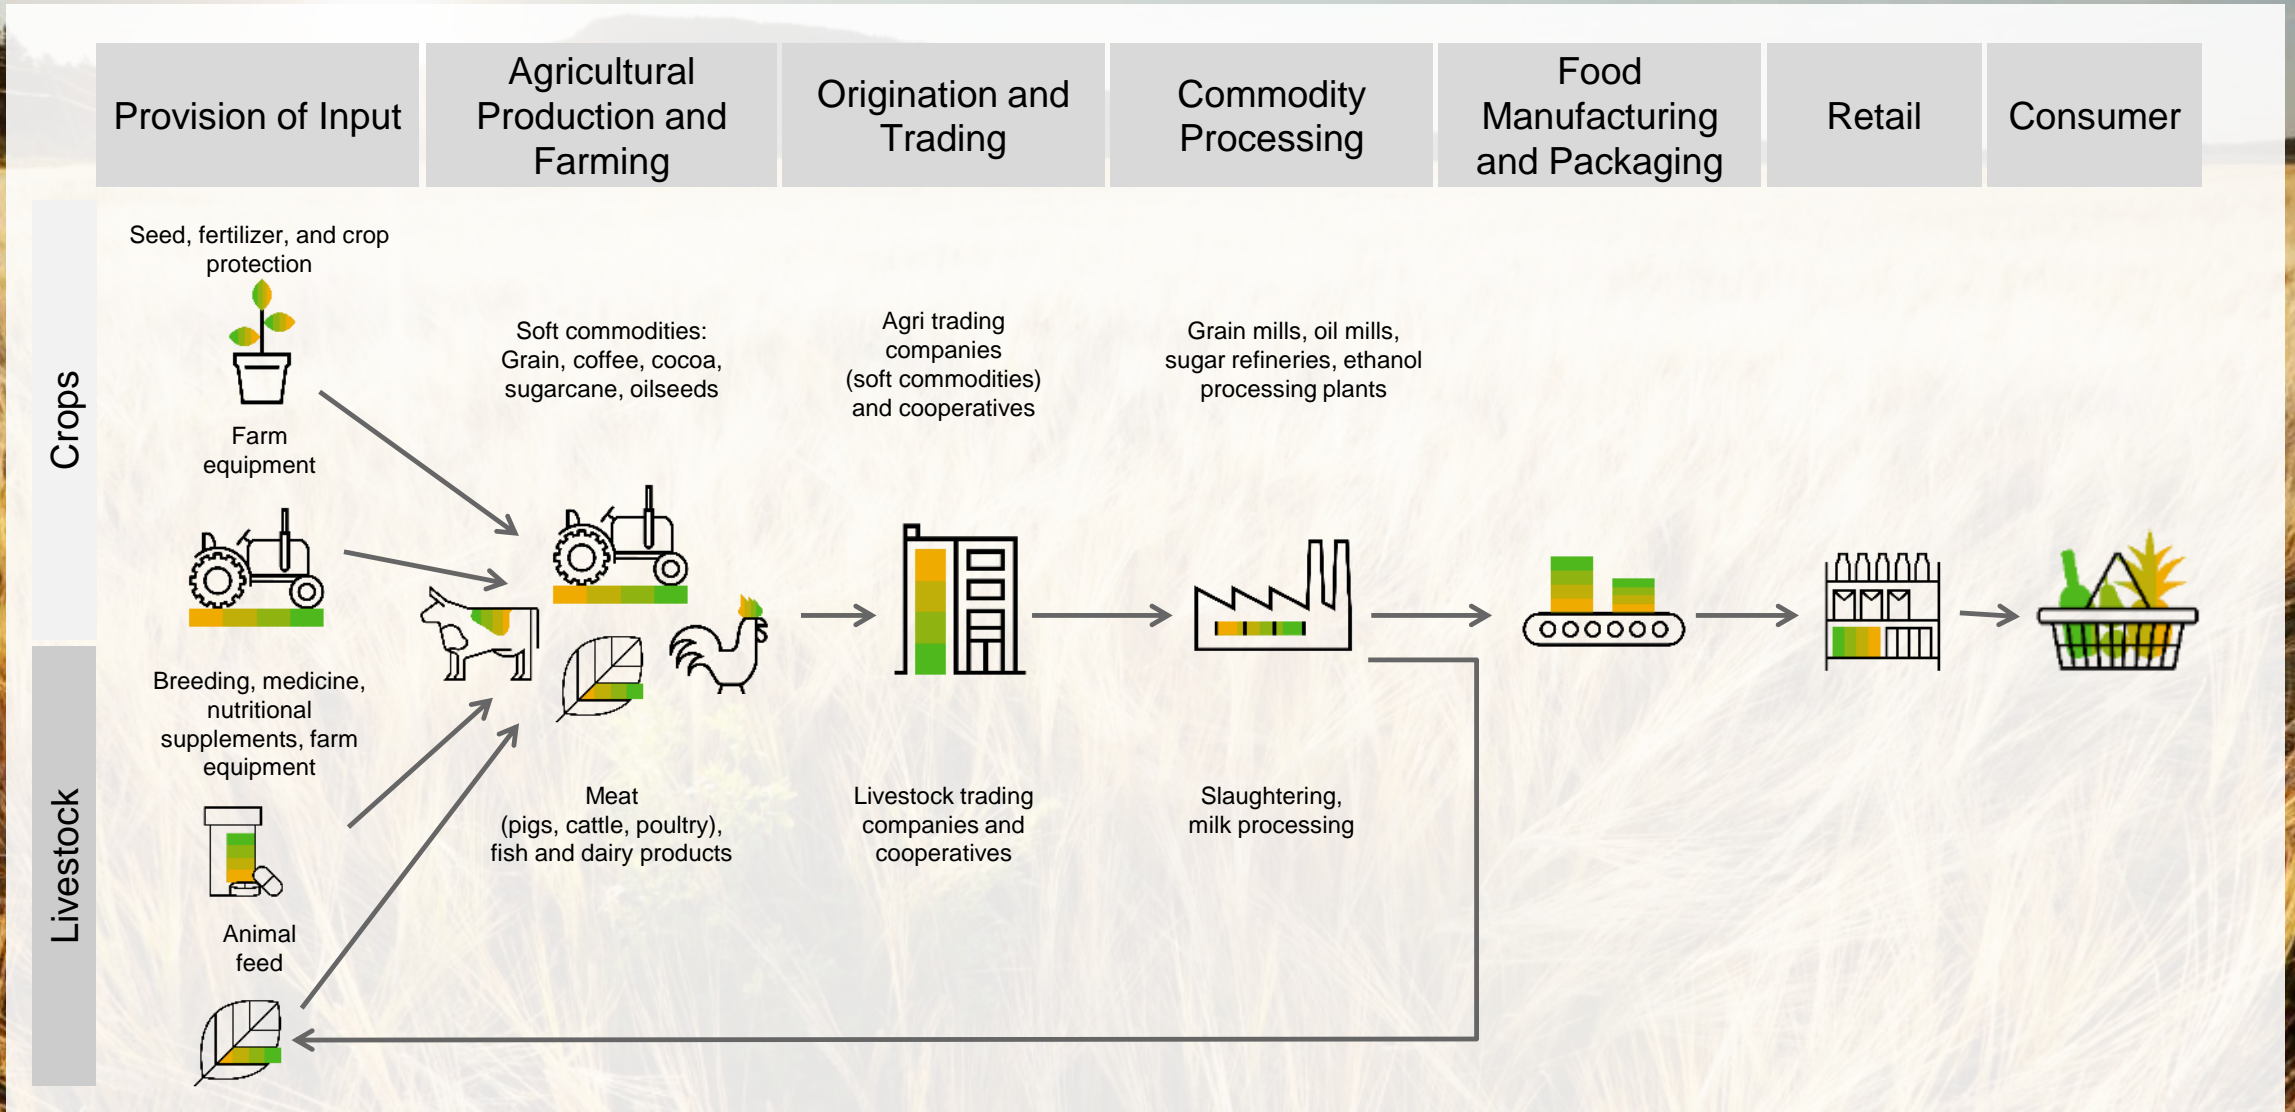 Provision of Input
Agricultural
Production and
Farming
Origination and
Trading
Commodity
Processing
Food
Manufacturing
and Packaging
Retail
Consumer
Crops
Seed, fertilizer, and crop
protection
Farm
equipment
Soft commodities:
Grain, coffee, cocoa,
sugarcane, oilseeds
Agri trading
companies
(soft commodities)
and cooperatives
Grain mills, oil mills,
sugar refineries, ethanol
processing plants
Livestock
Breeding, medicine,
nutritional
supplements, farm
equipment
Animal
feed
Meat
(pigs, cattle, poultry),
fish and dairy products
Livestock trading
companies and
cooperatives
Slaughtering,
milk processing